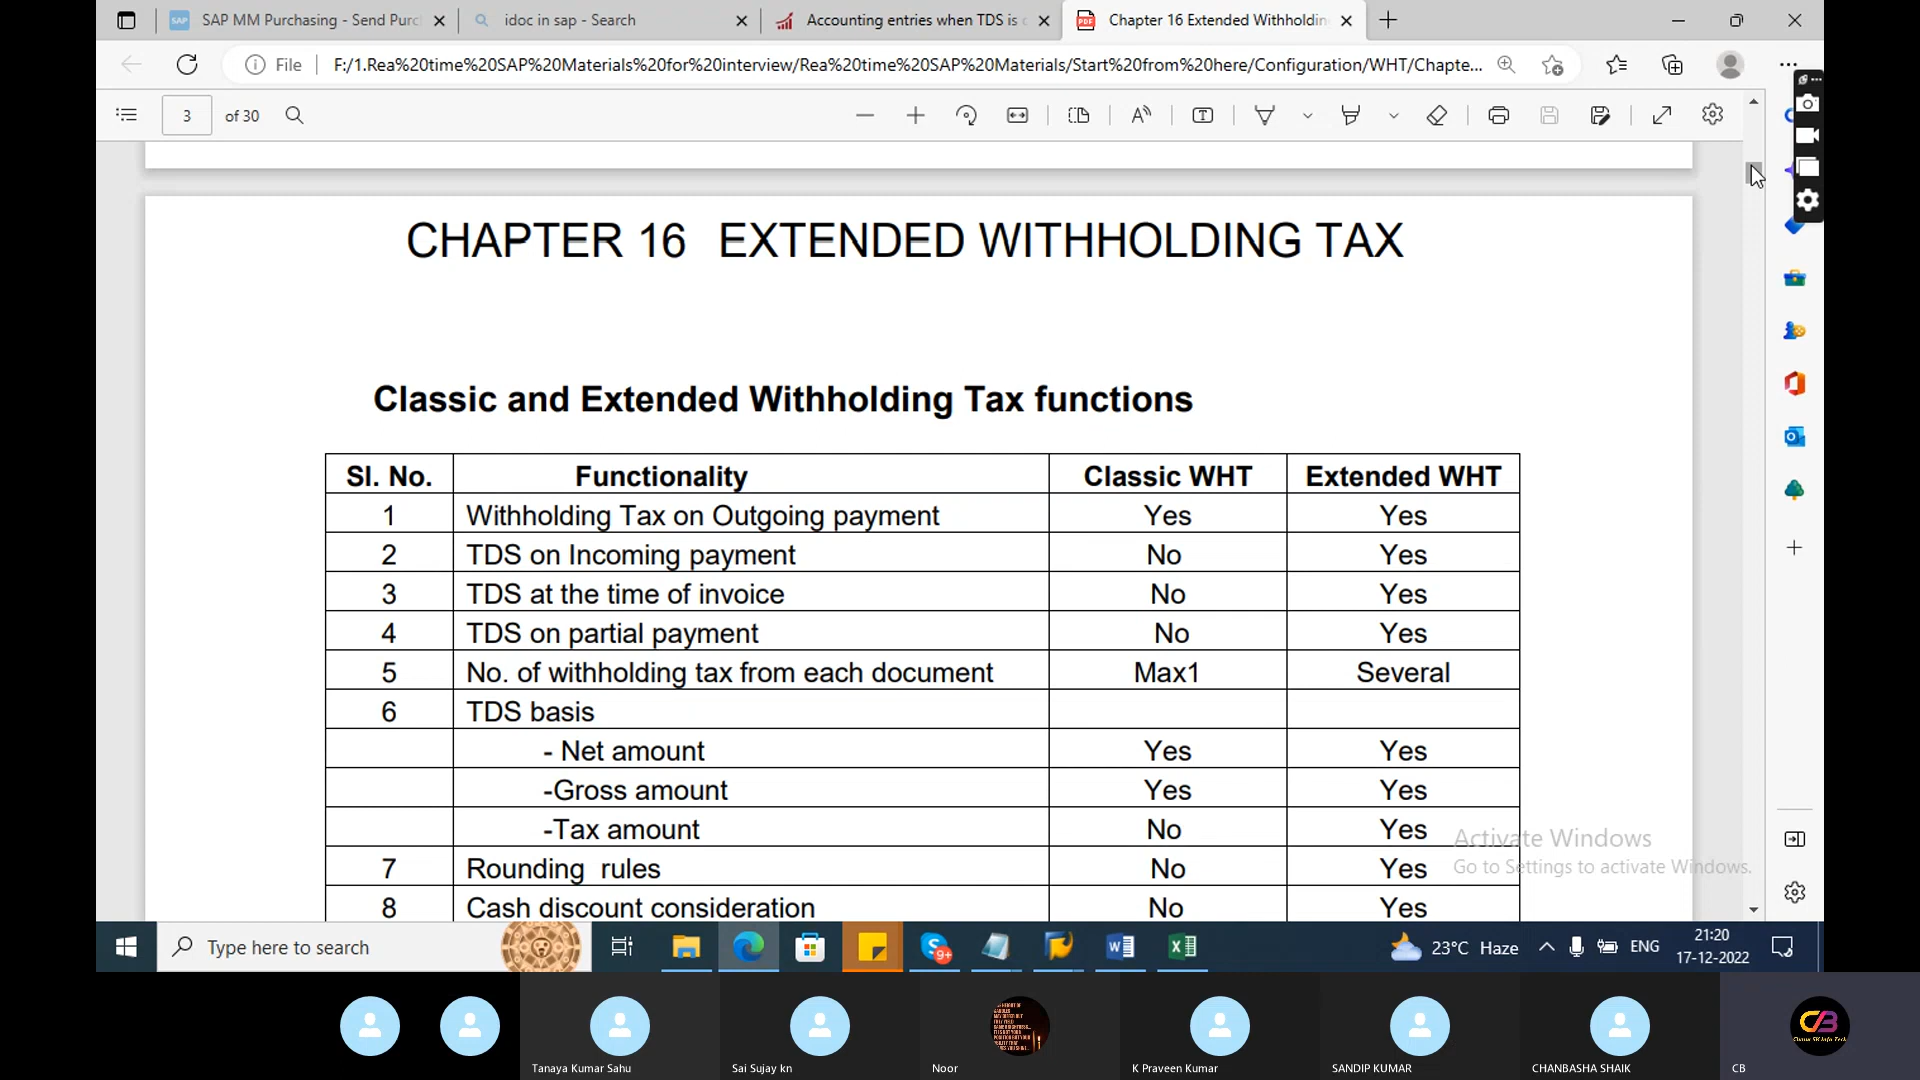 SAP MM Purchasing - Send Purc
idoc in sap - Search
Accounting entries when TDS is
Chapter 16 Extended Withholdin
File
F:/1.Rea%20time%20SAP%20Materials%20for%20interview/Rea%20time%20SAP%20Materials/Start%20from%20here/Configuration/WHT/Chapte...
3 of 30
CHAPTER 16 EXTENDED WITHHOLDING TAX
Classic and Extended Withholding Tax functions
Sl. No. Functionality Classic WHT Extended WHT
1 Withholding Tax on Outgoing payment Yes Yes
2 TDS on Incoming payment No Yes
3 TDS at the time of invoice No Yes
4 TDS on partial payment No Yes
5 No. of withholding tax from each document Max1 Several
6 TDS basis
- Net amount Yes Yes
-Gross amount Yes Yes
-Tax amount No Yes
7 Rounding rules No Yes
8 Cash discount consideration No Yes
Activate Windows
Go to Settings to activate Windows.
Type here to search
9+
23°C Haze
ENG
21:20
17-12-2022
Tanaya Kumar Sahu
Sai Sujay kn
Noor
K Praveen Kumar
SANDIP KUMAR
CHANBASHA SHAIK
CB